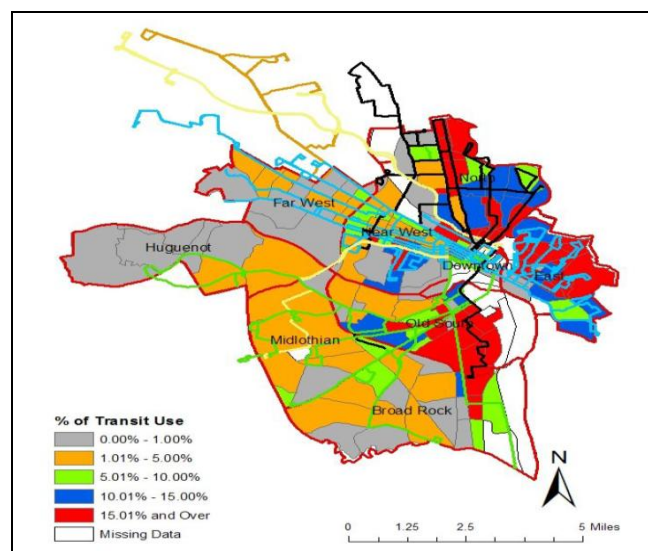 North
Far West
Near West
Huguenot
Downtown
East
Old South
Midlothian
Broad Rock
% of Transit Use
0.00% - 1.00%
1.01% - 5.00%
5.01% - 10.00%
10.01% - 15.00%
15.01% and Over
Missing Data
N
0 1.25 2.5 5 Miles